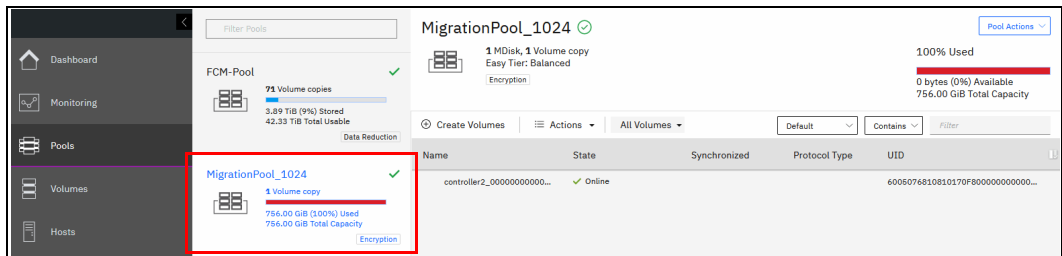 Dashboard
Monitoring
Pools
Volumes
Hosts
Filter Pools
FCM-Pool
71 Volume copies
3.89 TiB (9%) Stored
42.33 TiB Total Usable
Data Reduction
MigrationPool_1024
1 Volume copy
756.00 GiB (100%) Used
756.00 GiB Total Capacity
Encryption
MigrationPool_1024
Pool Actions
1 MDisk, 1 Volume copy
Easy Tier: Balanced
Encryption
100% Used
0 bytes (0%) Available
756.00 GiB Total Capacity
Create Volumes Actions All Volumes Default Contains Filter
Name State Synchronized Protocol Type UID
controller2_00000000000... Online 6005076810810170F800000000000...